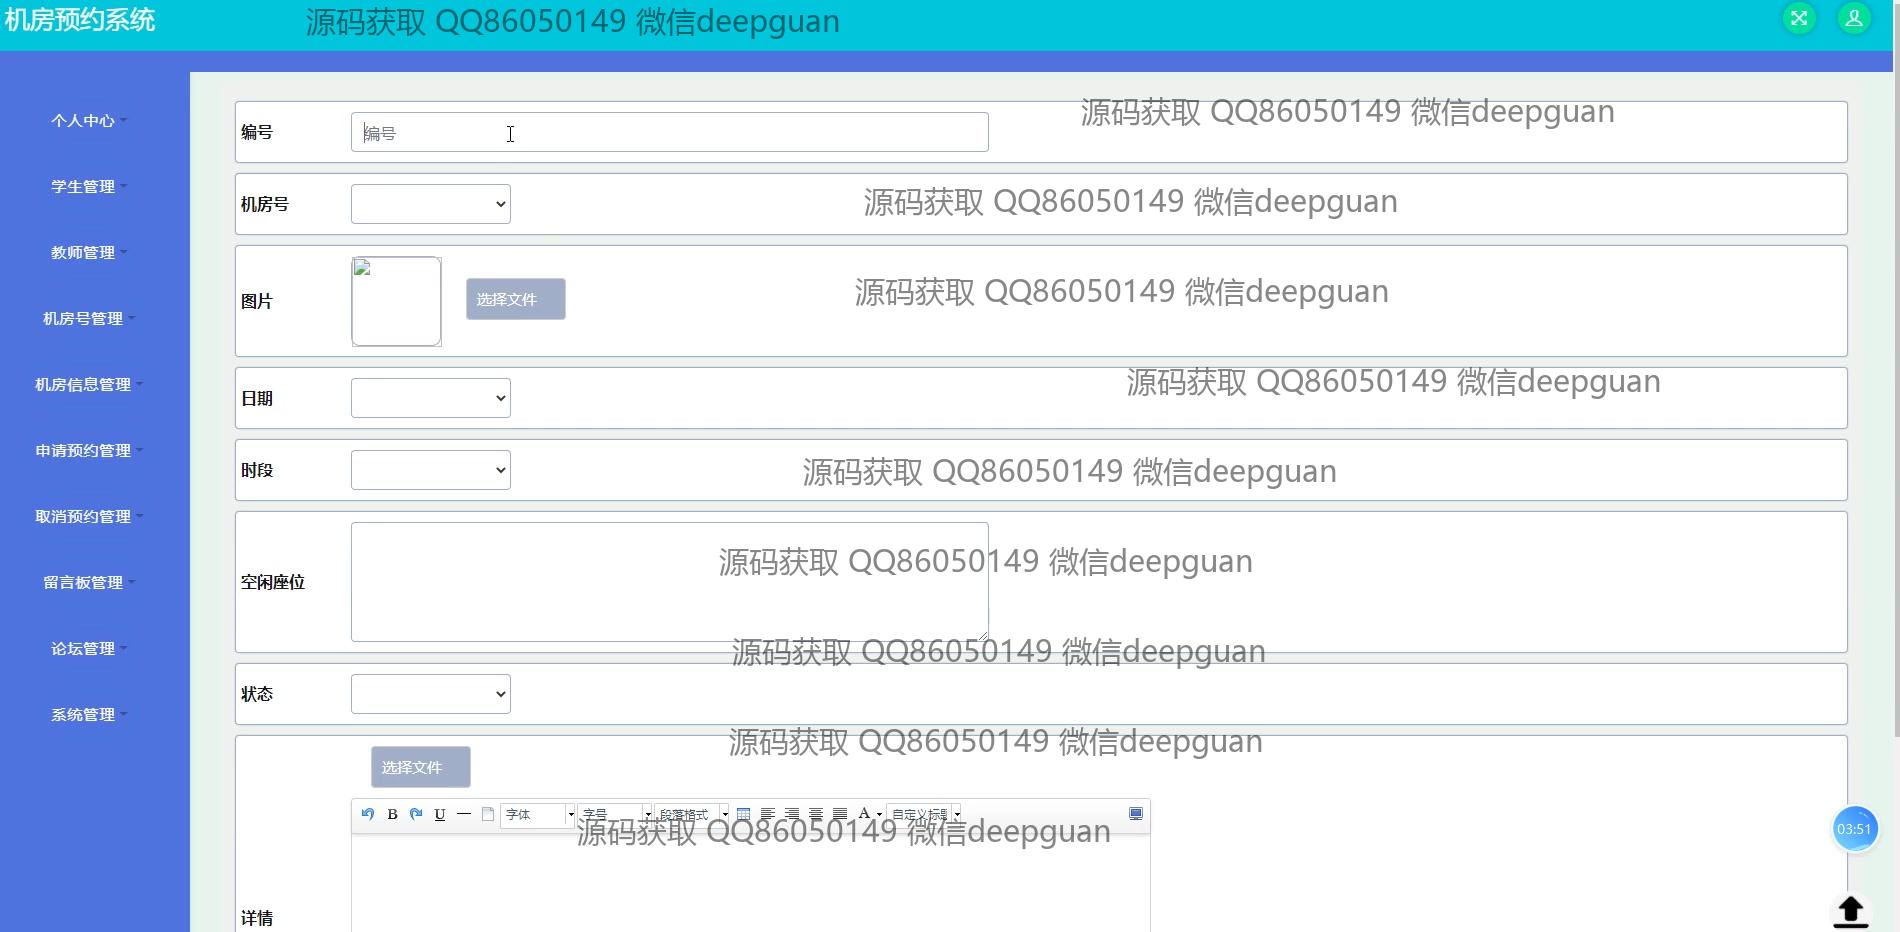 机房预约系统
源码获取 QQ86050149 微信deepguan
个人中心
学生管理
教师管理
机房号管理
机房信息管理
申请预约管理
取消预约管理
留言板管理
论坛管理
系统管理
源码获取 QQ86050149 微信deepguan
编号 编号
机房号
源码获取 QQ86050149 微信deepguan
图片 选择文件
源码获取 QQ86050149 微信deepguan
日期
源码获取 QQ86050149 微信deepguan
时段
源码获取 QQ86050149 微信deepguan
空闲座位
源码获取 QQ86050149 微信deepguan
源码获取 QQ86050149 微信deepguan
状态
源码获取 QQ86050149 微信deepguan
选择文件
B U 字体 字号 段落格式 A 自定义标题
源码获取 QQ86050149 微信deepguan
03:51
详情